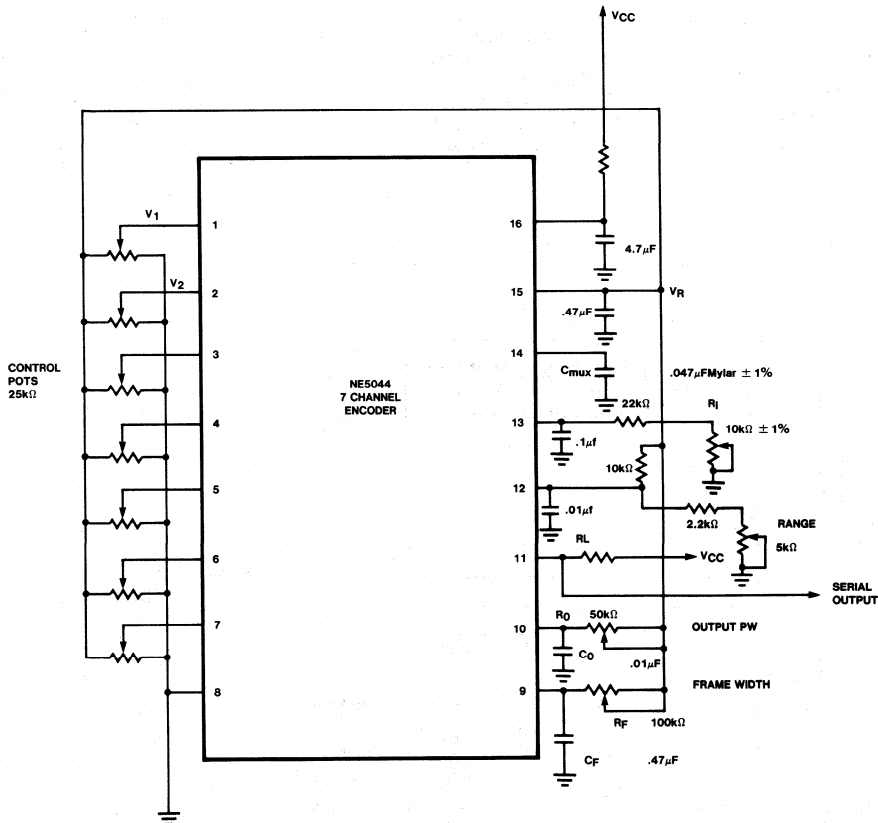 VCC
V1
1
16
4.7µF
V2
2
15
VR
.47µF
3
14
Cmux
.047µFMylar ± 1%
CONTROL
POTS
25kΩ
NE5044
7 CHANNEL
ENCODER
22kΩ
Ri
4
13
10kΩ ± 1%
.1µf
10kΩ
5
12
.01µf
2.2kΩ
RANGE
5kΩ
RL
6
11
VCC
SERIAL
OUTPUT
7
10
RO
50kΩ
OUTPUT PW
CO
.01µF
8
9
FRAME WIDTH
RF
100kΩ
CF
.47µF